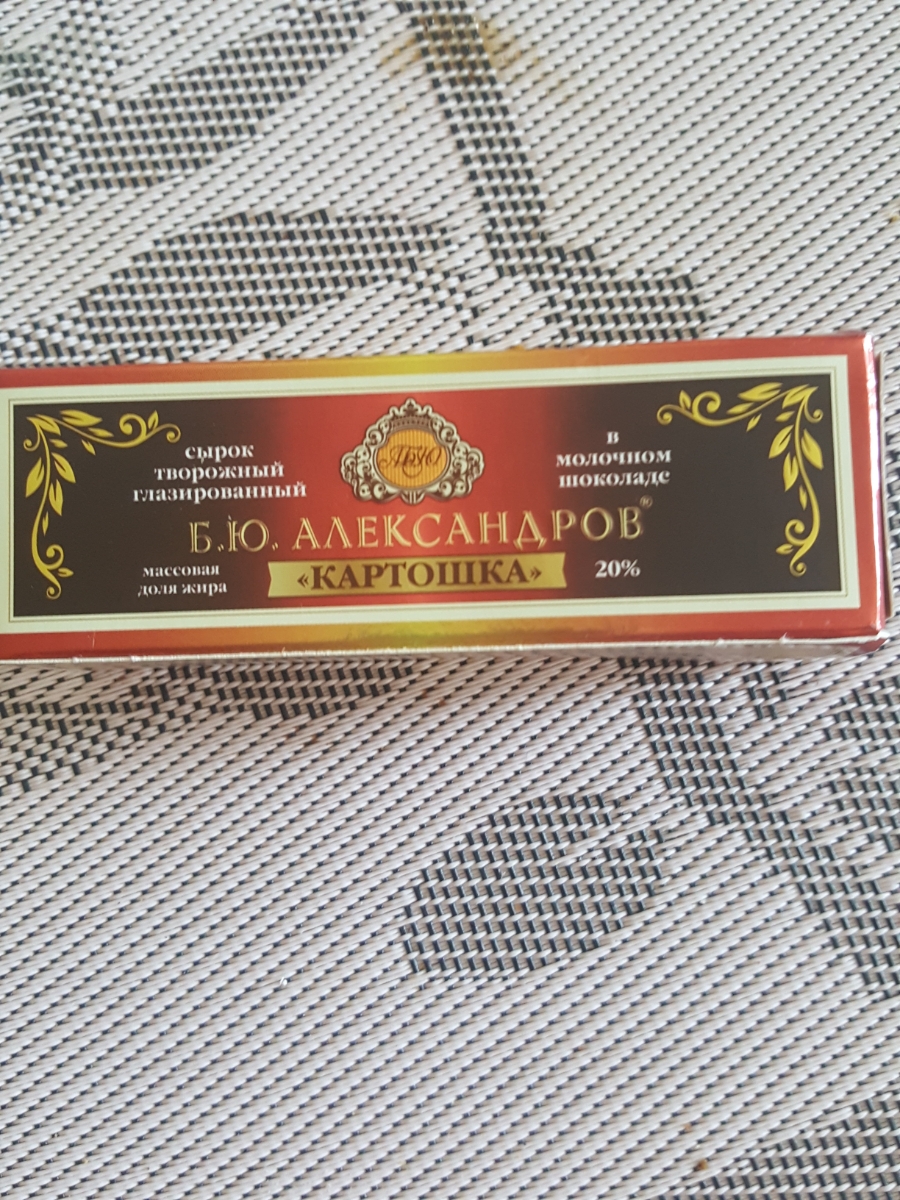 сырок
творожный
глазированный
в
молочном
шоколаде
Б.Ю. АЛЕКСАНДРОВ®
массовая
доля жира
«КАРТОШКА»
20%